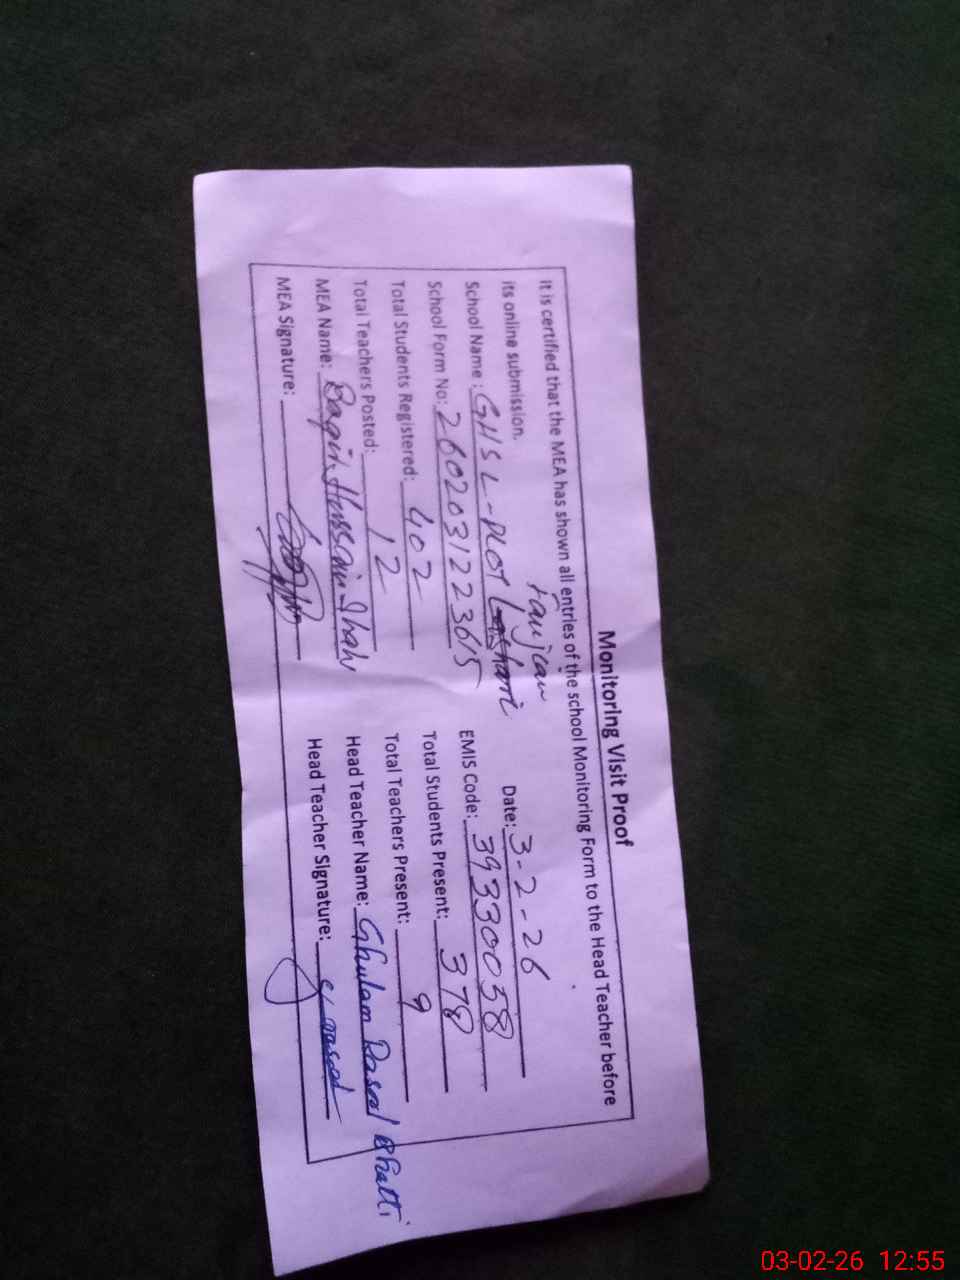 Monitoring Visit Proof
It is certified that the MEA has shown all entries of the school Monitoring Form to the Head Teacher before
its online submission.
School Name: GHSL-PLOT Lashari Date: 3-2-26
School Form No: 260203122365 EMIS Code: 39330058
Total Students Registered: 402 Total Students Present: 378
Total Teachers Posted: 12 Total Teachers Present: 9
MEA Name: Baqir Hussain Shah Head Teacher Name: Ghulam Rasool Bhatti
MEA Signature: Head Teacher Signature:
03-02-26 12:55